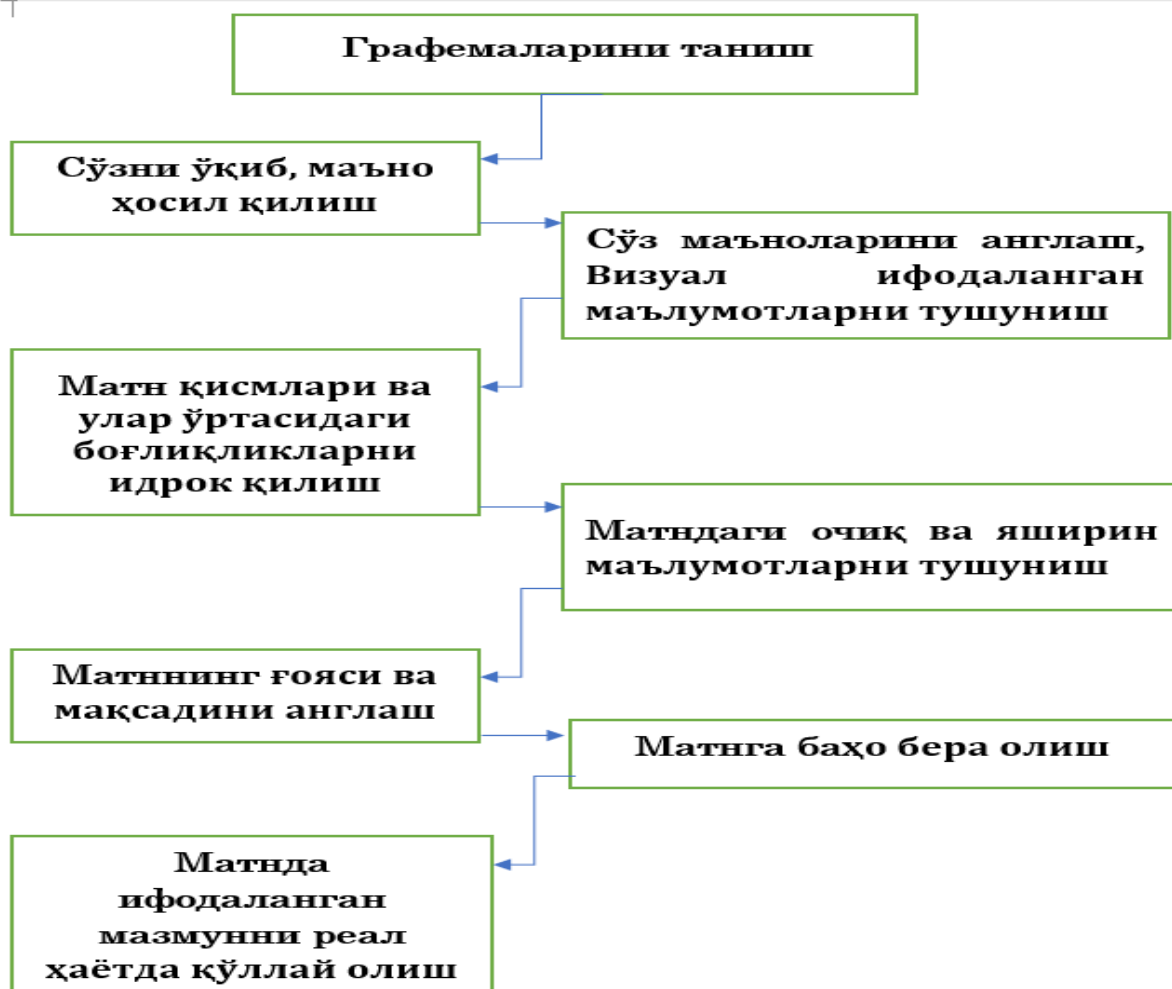 Графемаларини таниш
Сўзни ўқиб, маъно
ҳосил қилиш
Сўз маъноларини англаш,
Визуал ифодаланган
маълумотларни тушуниш
Матн қисмлари ва
улар ўртасидаги
боғлиқликларни
идрок қилиш
Матндаги очиқ ва яширин
маълумотларни тушуниш
Матннинг ғояси ва
мақсадини англаш
Матнга баҳо бера олиш
Матнда
ифодаланган
мазмунни реал
ҳаётда қўллай олиш